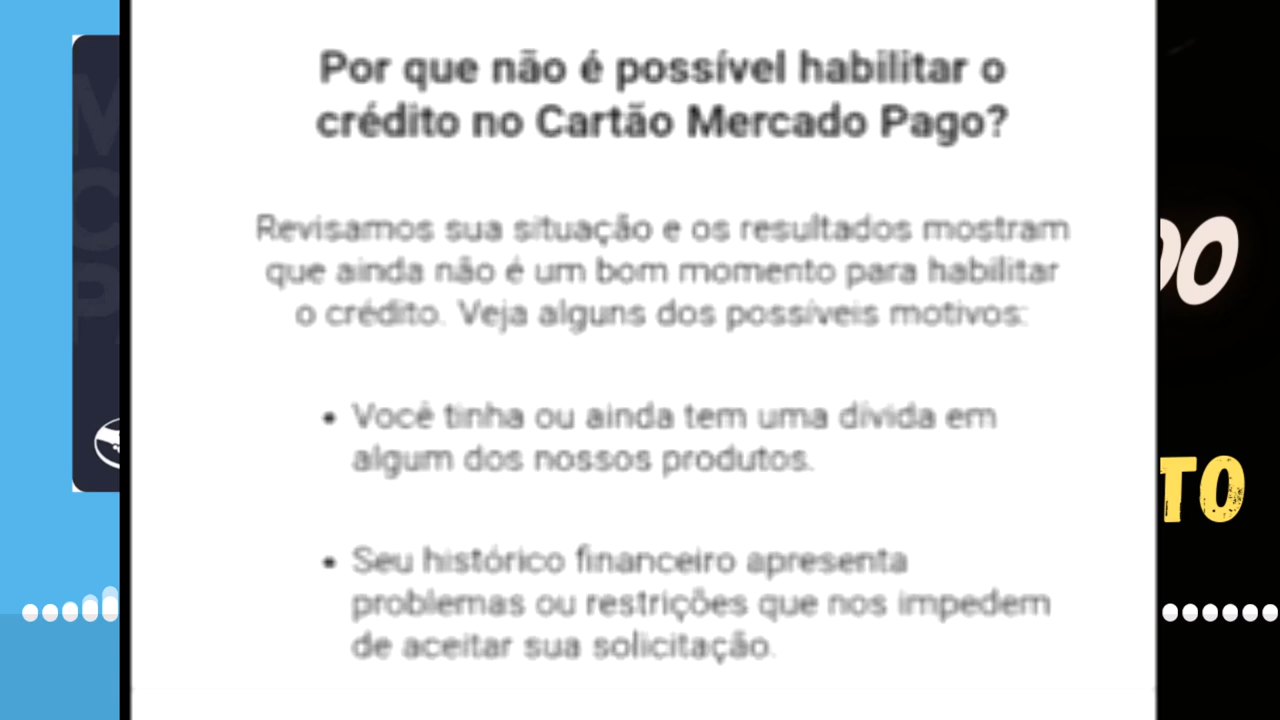 Por que não é possível habilitar o
crédito no Cartão Mercado Pago?
Revisamos sua situação e os resultados mostram
que ainda não é um bom momento para habilitar
o crédito. Veja alguns dos possíveis motivos:
• Você tinha ou ainda tem uma dívida em
algum dos nossos produtos.
• Seu histórico financeiro apresenta
problemas ou restrições que nos impedem
de aceitar sua solicitação.
M
C
P
DO
TO